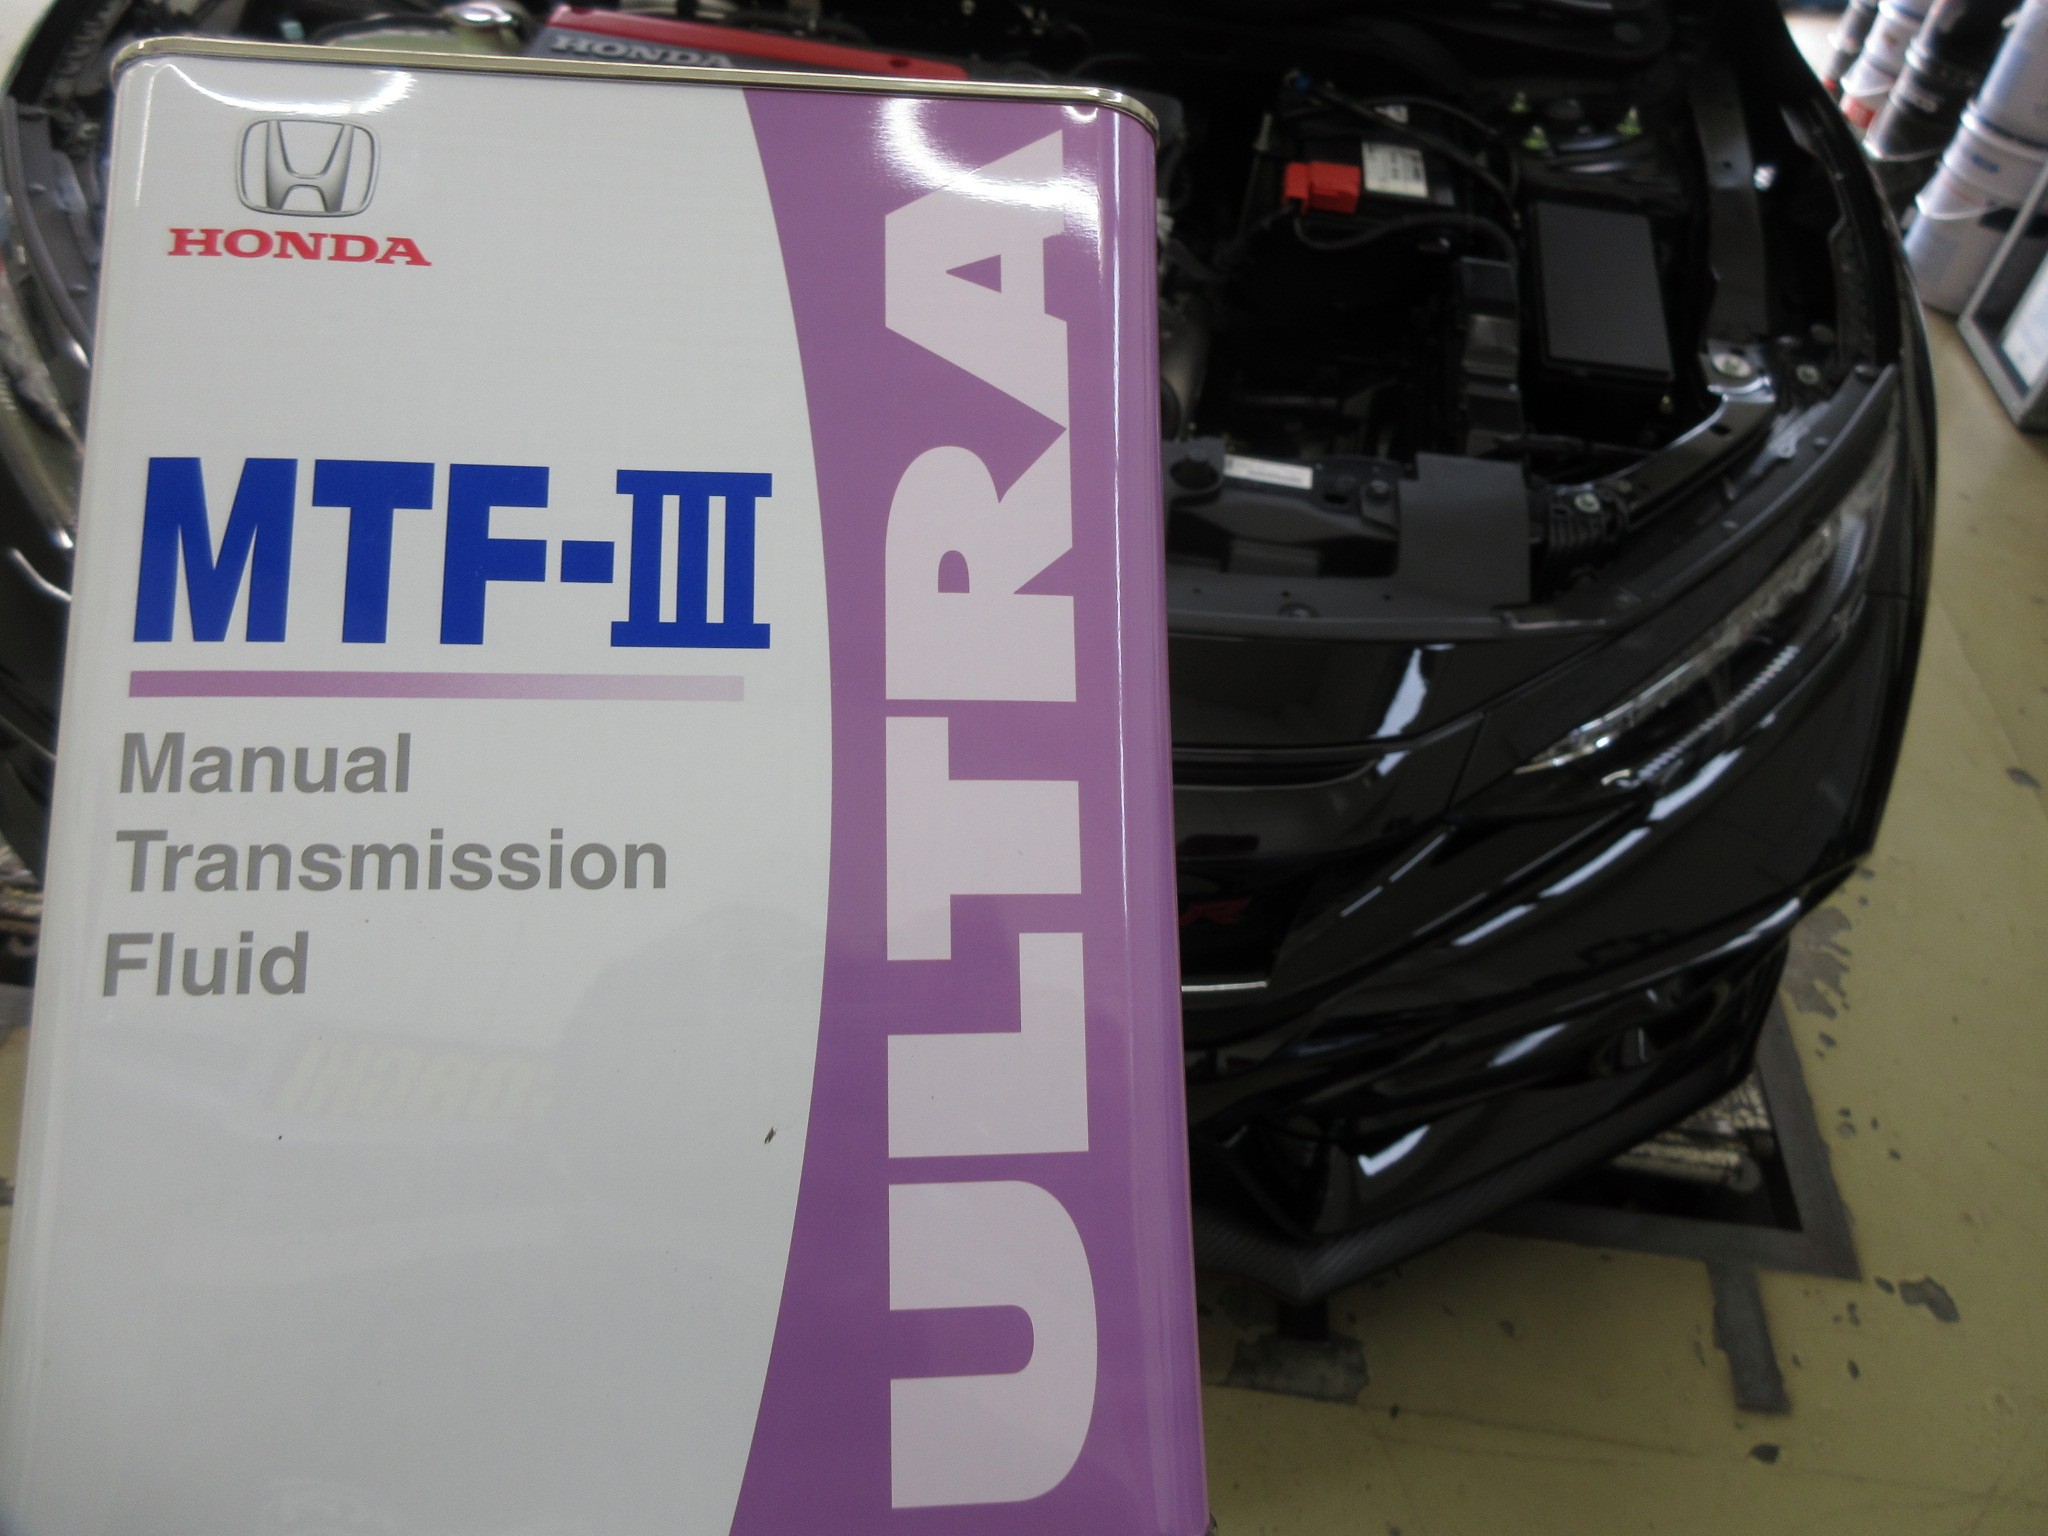 HONDA
HONDA
MTF-III
Manual
Transmission
Fluid
ULTRA